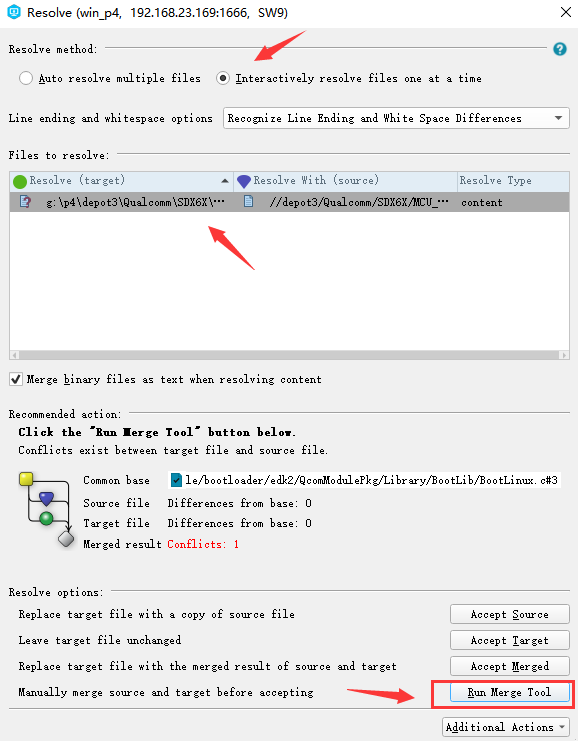 Resolve (win_p4,  192.168.23.169:1666,  SW9)
Resolve method:
Auto resolve multiple files
Interactively resolve files one at a time
Line ending and whitespace options
Recognize Line Ending and White Space Differences
Files to resolve:
Resolve (target)
Resolve With (source)
Resolve Type
g:\p4\depot3\Qualcomm\SDX6X\···
//depot3/Qualcomm/SDX6X/MCU_···
content
Merge binary files as text when resolving content
Recommended action:
Click the "Run Merge Tool" button below.
Conflicts exist between target file and source file.
Common base
le/bootloader/edk2/QcomModulePkg/Library/BootLib/BootLinux.c#3
Source file Differences from base: 0
Target file Differences from base: 0
Merged result Conflicts: 1
Resolve options:
Replace target file with a copy of source file
Accept Source
Leave target file unchanged
Accept Target
Replace target file with the merged result of source and target
Accept Merged
Manually merge source and target before accepting
Run Merge Tool
Additional Actions